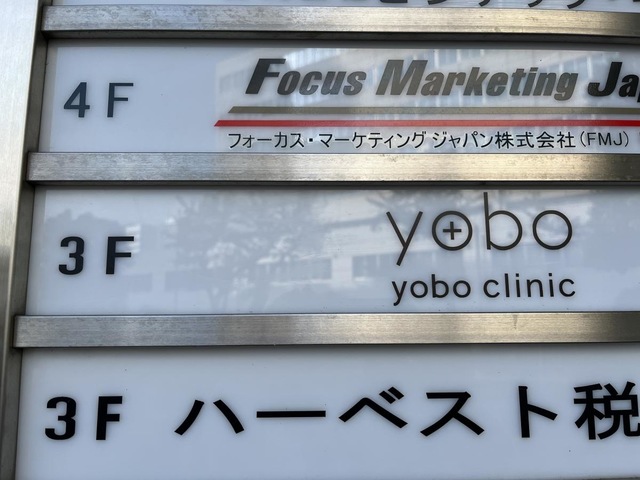 4F
Focus Marketing
フォーカス・マーケティングジャパン株式会社(FMJ)
3F
yobo
yobo clinic
3F ハーベスト税